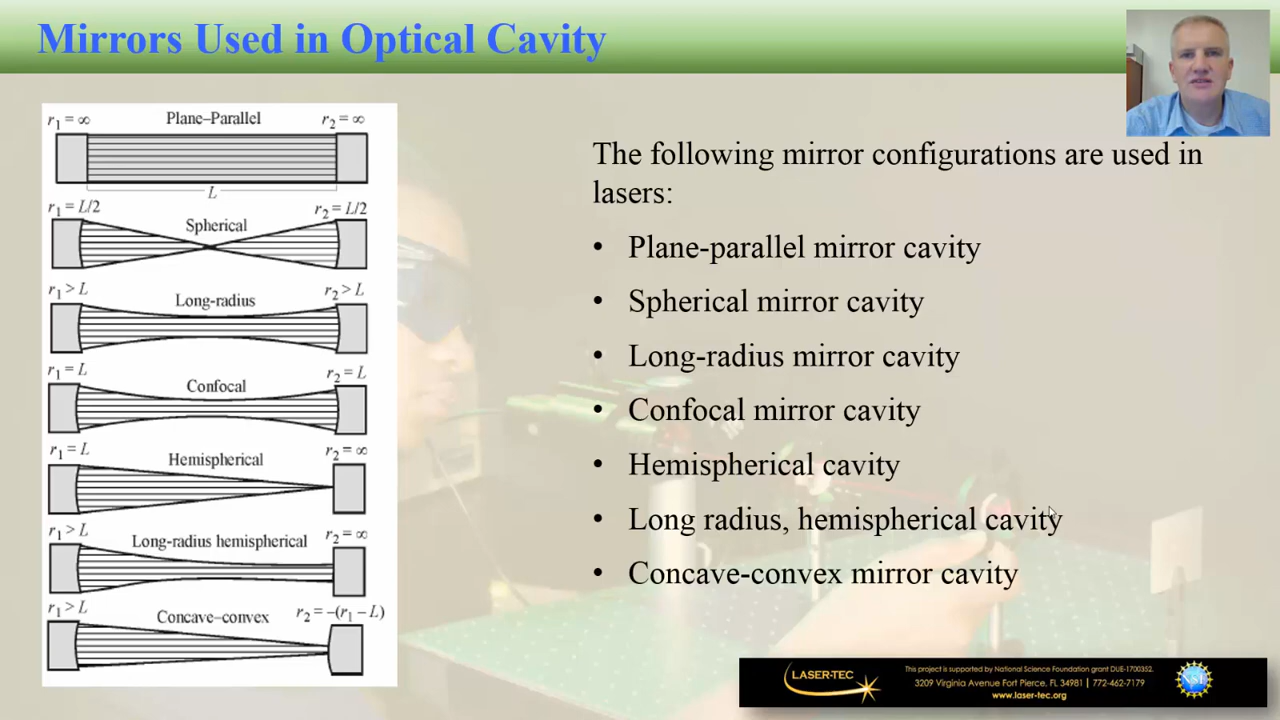 Mirrors Used in Optical Cavity
r1 = ∞ Plane–Parallel r2 = ∞
L
r1 = L/2 Spherical r2 = L/2
r1 > L Long-radius r2 > L
r1 = L Confocal r2 = L
r1 = L Hemispherical r2 = ∞
r1 > L Long-radius hemispherical r2 = ∞
r1 > L Concave–convex r2 = –(r1 – L)
The following mirror configurations are used in
lasers:
• Plane-parallel mirror cavity
• Spherical mirror cavity
• Long-radius mirror cavity
• Confocal mirror cavity
• Hemispherical cavity
• Long radius, hemispherical cavity
• Concave-convex mirror cavity
LASER-TEC
This project is supported by National Science Foundation grant DUE-1700352.
3209 Virginia Avenue Fort Pierce, FL 34981 | 772-462-7179
www.laser-tec.org
NSF